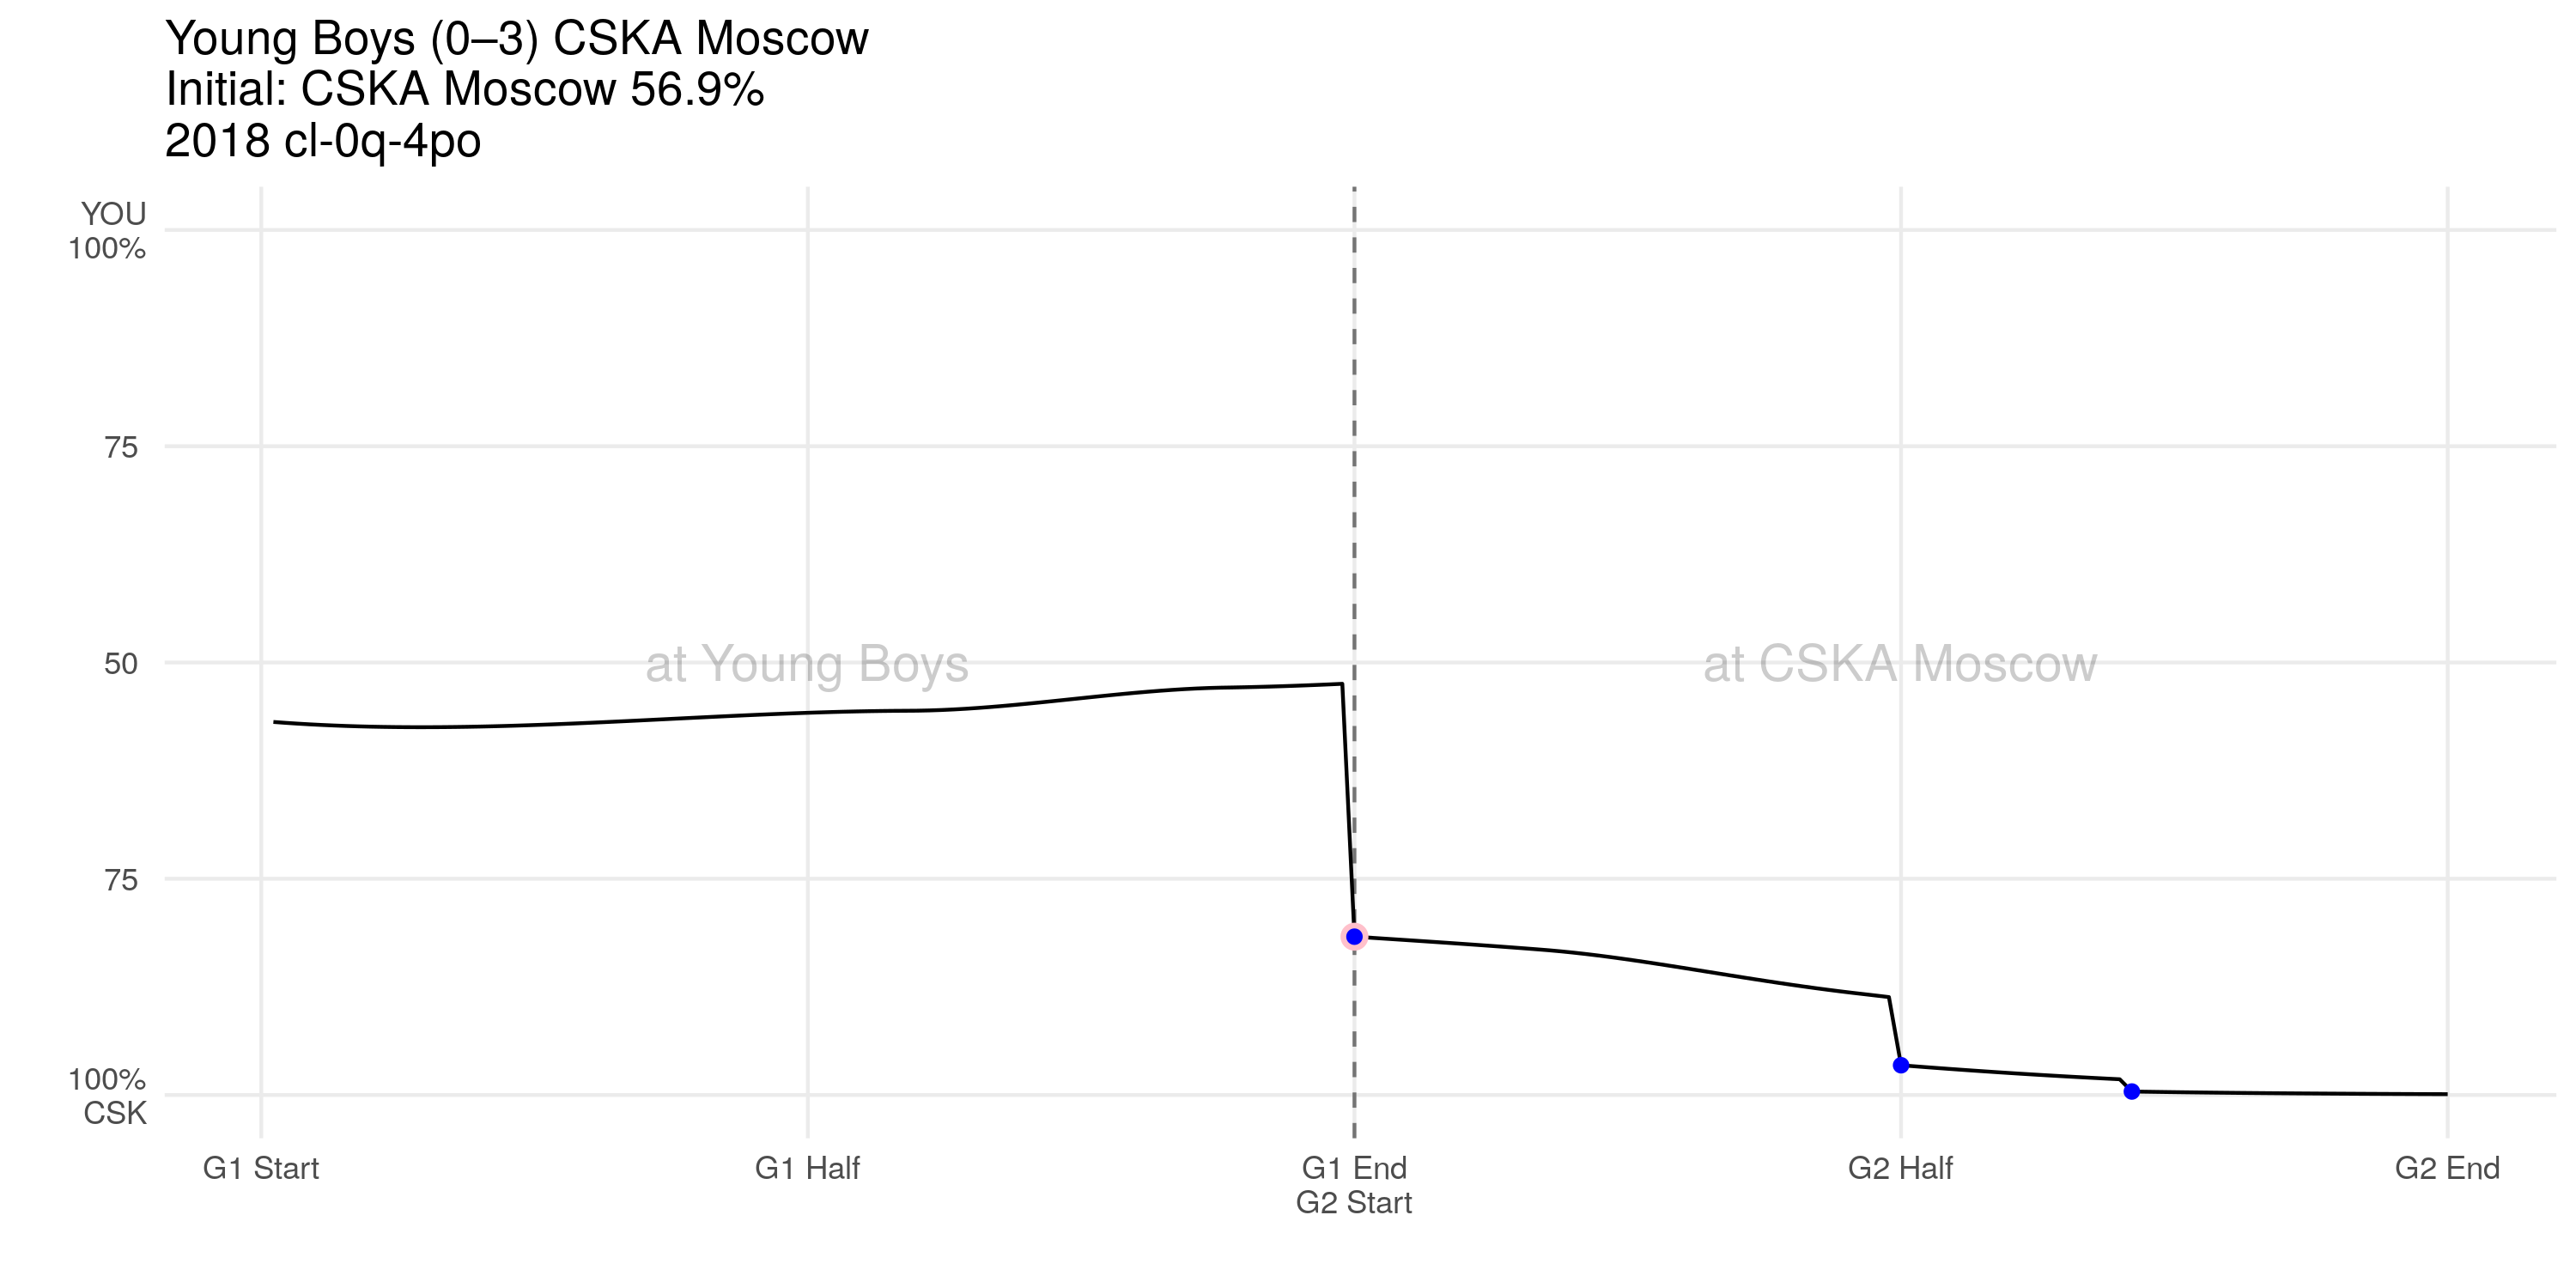 Young Boys (0–3) CSKA Moscow
Initial: CSKA Moscow 56.9%
2018 cl-0q-4po
YOU
100%
75
50
75
100%
CSK
at Young Boys
at CSKA Moscow
G1 Start
G1 Half
G1 End
G2 Start
G2 Half
G2 End